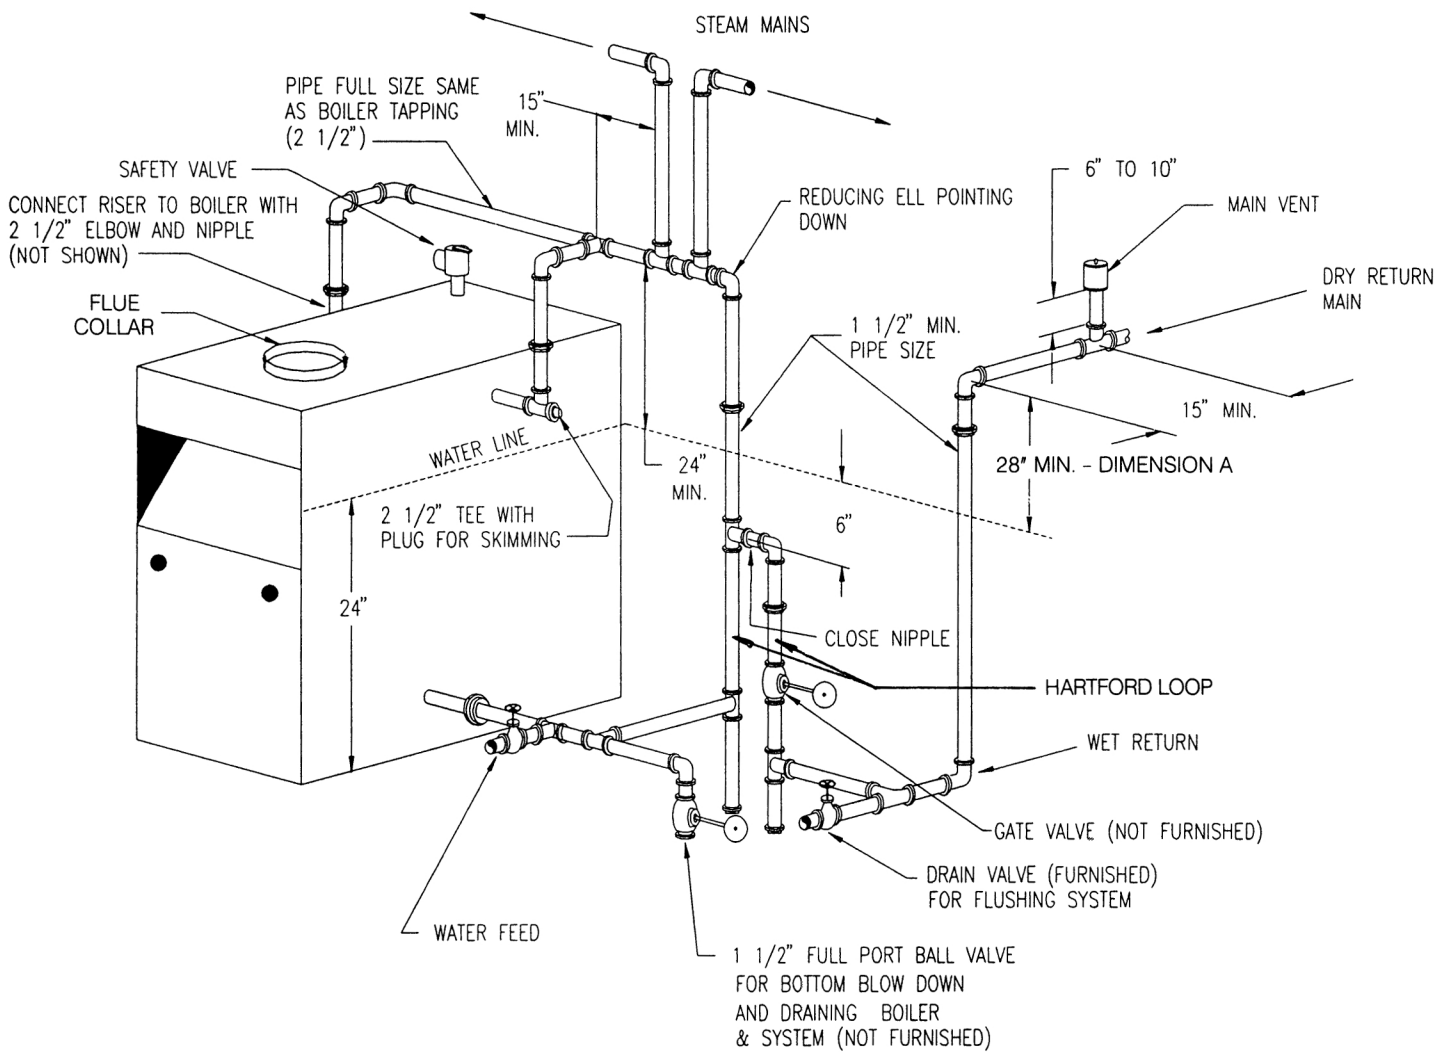 STEAM MAINS
PIPE FULL SIZE SAME
AS BOILER TAPPING
(2 1/2")
15"
MIN.
SAFETY VALVE
CONNECT RISER TO BOILER WITH
2 1/2" ELBOW AND NIPPLE
(NOT SHOWN)
FLUE
COLLAR
REDUCING ELL POINTING
DOWN
6" TO 10"
MAIN VENT
DRY RETURN
MAIN
1 1/2" MIN.
PIPE SIZE
15" MIN.
WATER LINE
24"
MIN.
28" MIN. - DIMENSION A
2 1/2" TEE WITH
PLUG FOR SKIMMING
6"
24"
CLOSE NIPPLE
HARTFORD LOOP
WET RETURN
GATE VALVE (NOT FURNISHED)
DRAIN VALVE (FURNISHED)
FOR FLUSHING SYSTEM
WATER FEED
1 1/2" FULL PORT BALL VALVE
FOR BOTTOM BLOW DOWN
AND DRAINING BOILER
& SYSTEM (NOT FURNISHED)